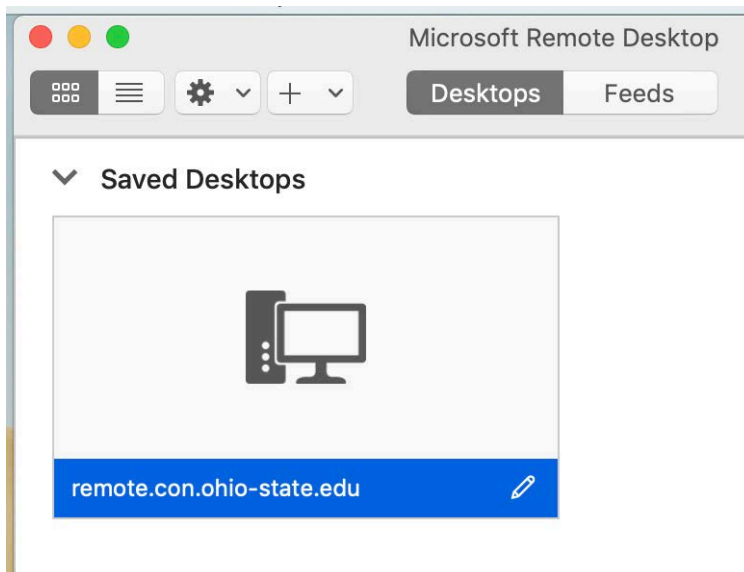 Microsoft Remote Desktop
Desktops Feeds
Saved Desktops
remote.con.ohio-state.edu